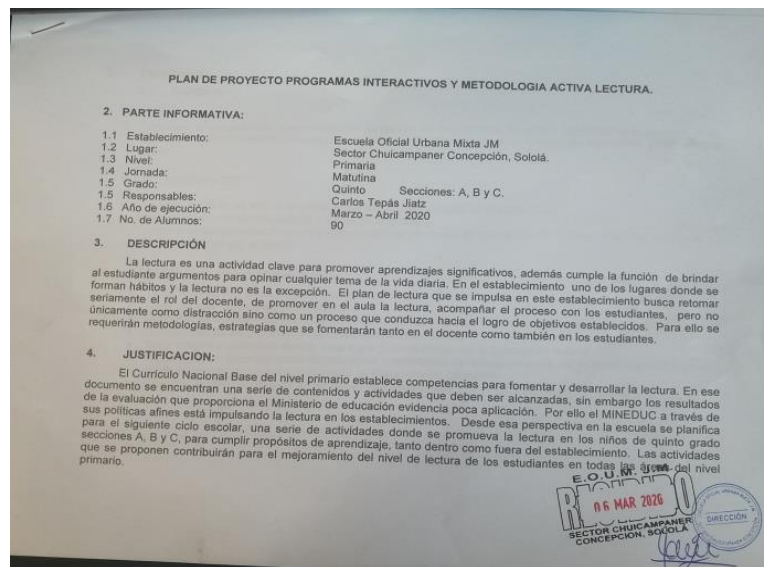 PLAN DE PROYECTO PROGRAMAS INTERACTIVOS Y METODOLOGIA ACTIVA LECTURA.
2. PARTE INFORMATIVA:
1.1 Establecimiento: Escuela Oficial Urbana Mixta JM
1.2 Lugar: Sector Chuicampaner Concepción, Sololá.
1.3 Nivel: Primaria
1.4 Jornada: Matutina
1.5 Grado: Quinto Secciones: A, B y C.
1.5 Responsables: Carlos Tepás Jiatz
1.6 Año de ejecución: Marzo – Abril 2020
1.7 No. de Alumnos: 90
3. DESCRIPCIÓN
La lectura es una actividad clave para promover aprendizajes significativos, además cumple la función de brindar
al estudiante argumentos para opinar cualquier tema de la vida diaria. En el establecimiento uno de los lugares donde se
forman hábitos y la lectura no es la excepción. El plan de lectura que se impulsa en este establecimiento busca retomar
seriamente el rol del docente, de promover en el aula la lectura, acompañar el proceso con los estudiantes, pero no
únicamente como distracción sino como un proceso que conduzca hacia el logro de objetivos establecidos. Para ello se
requerirán metodologías, estrategias que se fomentarán tanto en el docente como también en los estudiantes.
4. JUSTIFICACION:
El Currículo Nacional Base del nivel primario establece competencias para fomentar y desarrollar la lectura. En ese
documento se encuentran una serie de contenidos y actividades que deben ser alcanzadas, sin embargo los resultados
de la evaluación que proporciona el Ministerio de educación evidencia poca aplicación. Por ello el MINEDUC a través de
sus políticas afines está impulsando la lectura en los establecimientos. Desde esa perspectiva en la escuela se planifica
para el siguiente ciclo escolar, una serie de actividades donde se promueva la lectura en los niños de quinto grado
secciones A, B y C, para cumplir propósitos de aprendizaje, tanto dentro como fuera del establecimiento. Las actividades
que se proponen contribuirán para el mejoramiento del nivel de lectura de los estudiantes en todas las áreas del nivel
primario.
E.O.U.M. J.M.
RECIBIDO
06 MAR 2020
SECTOR CHUICAMPANER
CONCEPCION, SOLOLÁ
DIRECCIÓN